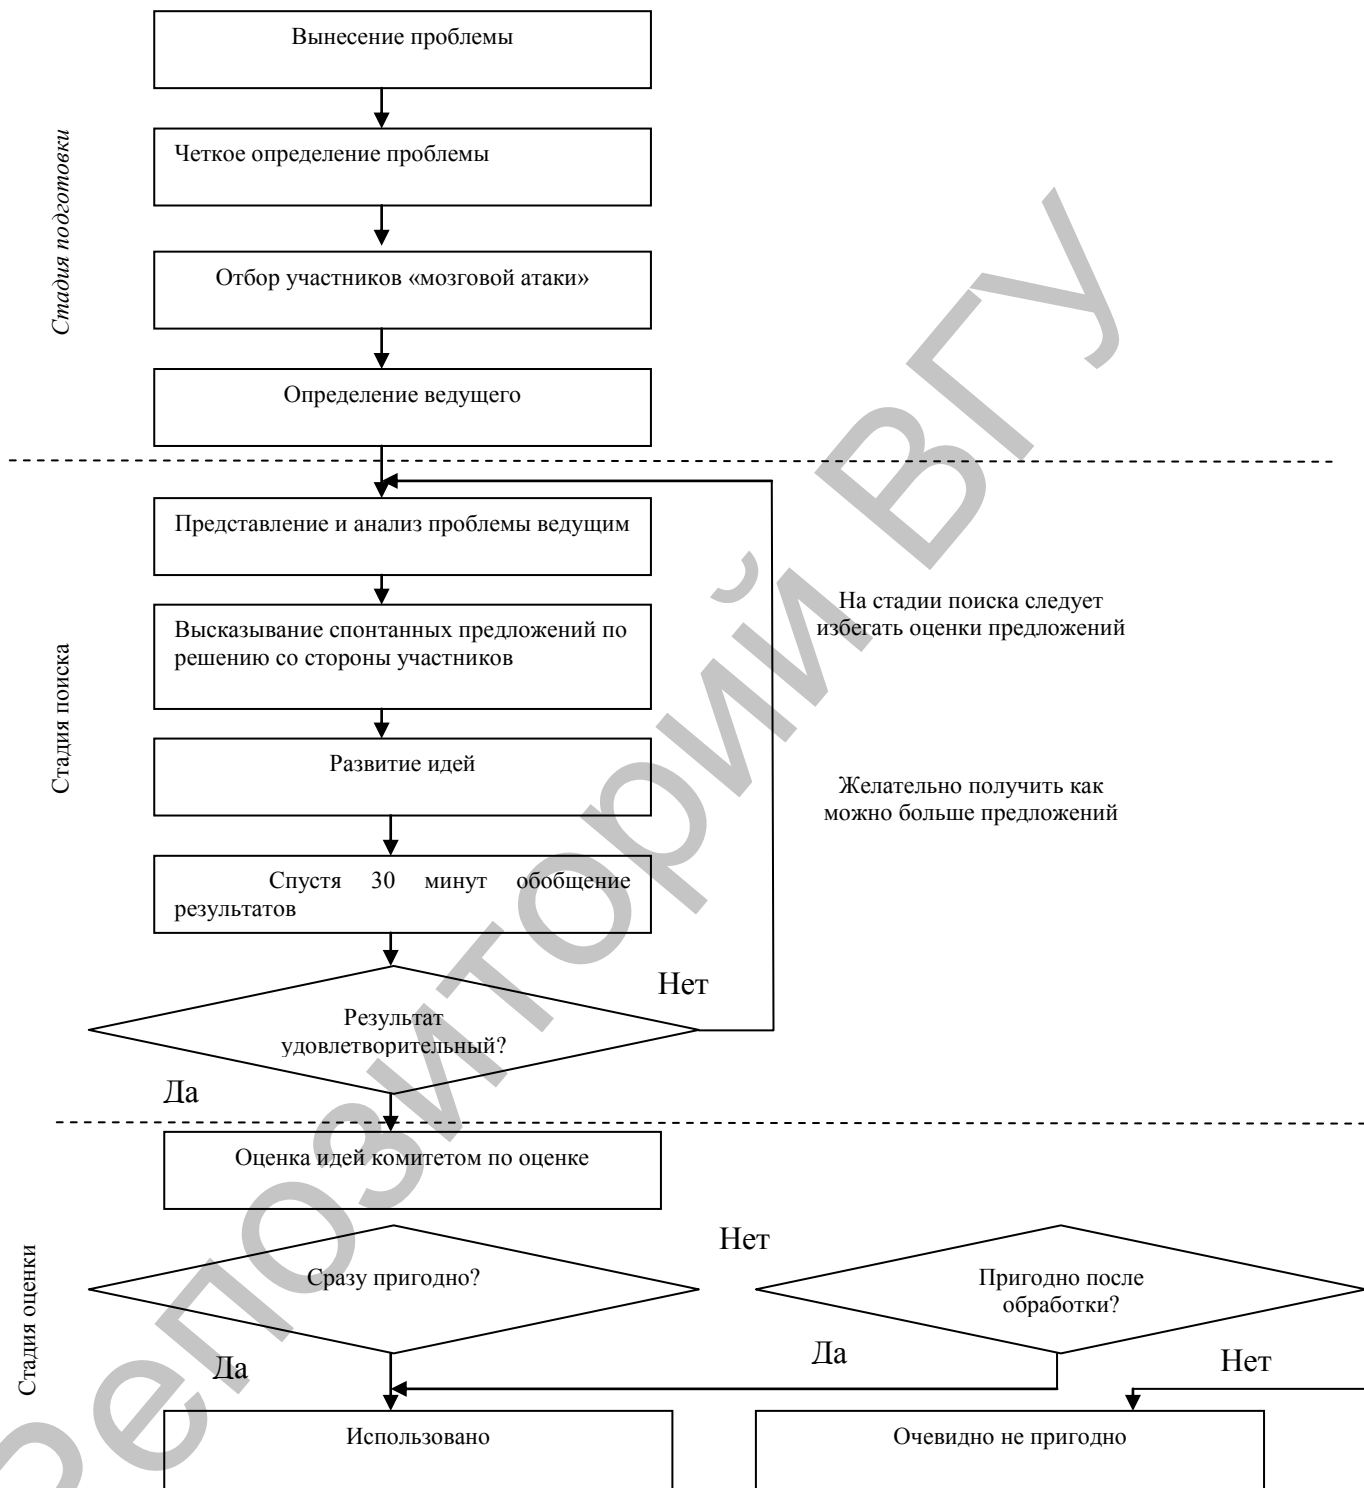 Вынесение проблемы
Стадия подготовки
Четкое определение проблемы
Отбор участников «мозговой атаки»
Определение ведущего
Представление и анализ проблемы ведущим
Стадия поиска
Высказывание спонтанных предложений по
решению со стороны участников
На стадии поиска следует
избегать оценки предложений
Развитие идей
Желательно получить как
можно больше предложений
Спустя 30 минут обобщение
результатов
Результат
удовлетворительный?
Нет
Да
Оценка идей комитетом по оценке
Стадия оценки
Сразу пригодно?
Нет
Пригодно после
обработки?
Да
Да
Нет
Использовано
Очевидно не пригодно
Репозиторий ВГУ